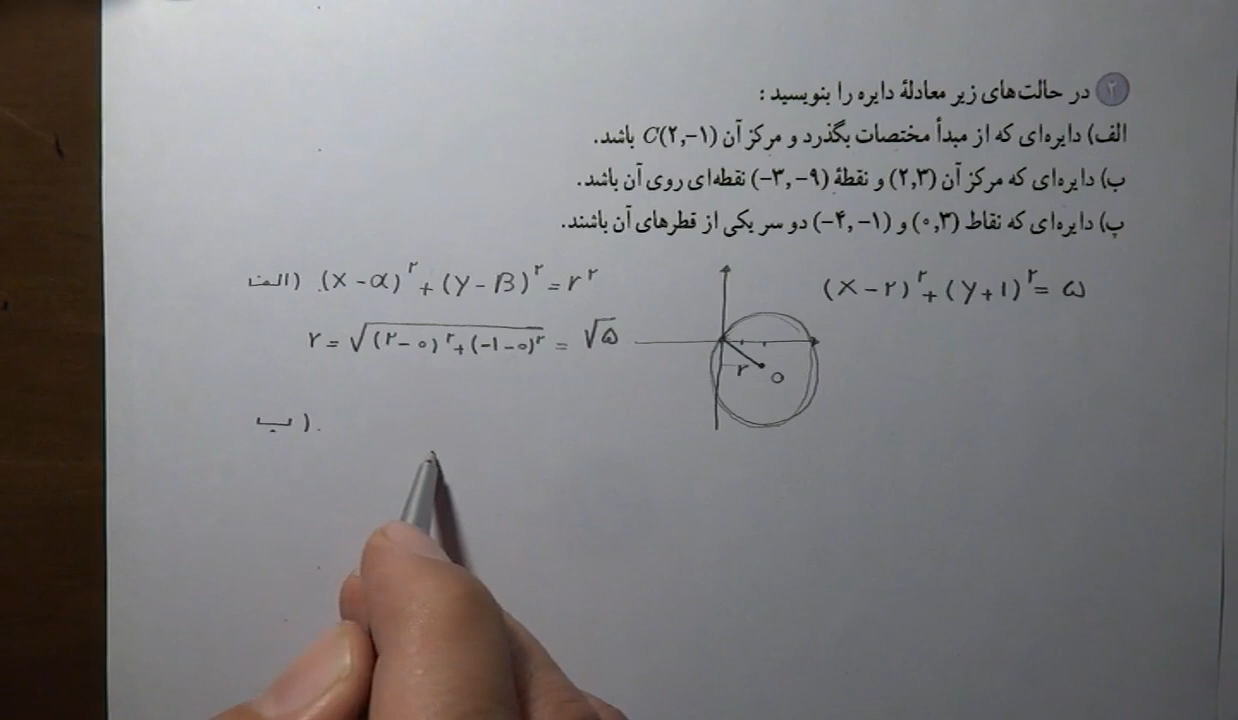 ۲ در حالت‌های زیر معادلهٔ دایره را بنویسید :
الف) دایره‌ای که از مبدأ مختصات بگذرد و مرکز آن C(۲,−۱) باشد.
ب) دایره‌ای که مرکز آن (۲,۳) و نقطهٔ (−۳,−۹) نقطه‌ای روی آن باشد.
پ) دایره‌ای که نقاط (۰,۳) و (−۴,−۱) دو سر یکی از قطرهای آن باشند.
الف) (x-α)^۲ + (y-β)^۲ = r^۲
(x-۲)^۲ + (y+۱)^۲ = ۵
r = √((۲-۰)^۲ + (-۱-۰)^۲) = √۵
r
O
ب)